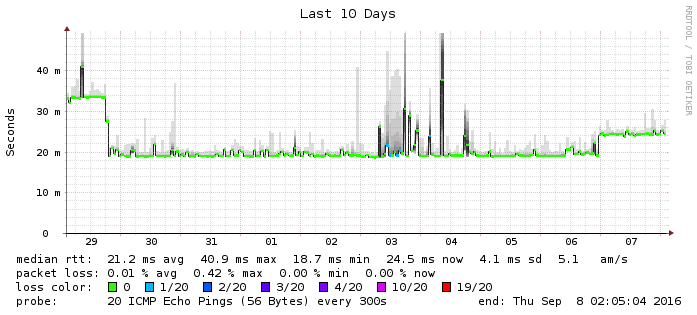 Last 10 Days
RRDTOOL / TOBI OETIKER
Seconds
40 m
30 m
20 m
10 m
0
29 30 31 01 02 03 04 05 06 07
median rtt: 21.2 ms avg 40.9 ms max 18.7 ms min 24.5 ms now 4.1 ms sd 5.1 am/s
packet loss: 0.01 % avg 0.42 % max 0.00 % min 0.00 % now
loss color: 0 1/20 2/20 3/20 4/20 10/20 19/20
probe: 20 ICMP Echo Pings (56 Bytes) every 300s end: Thu Sep 8 02:05:04 2016